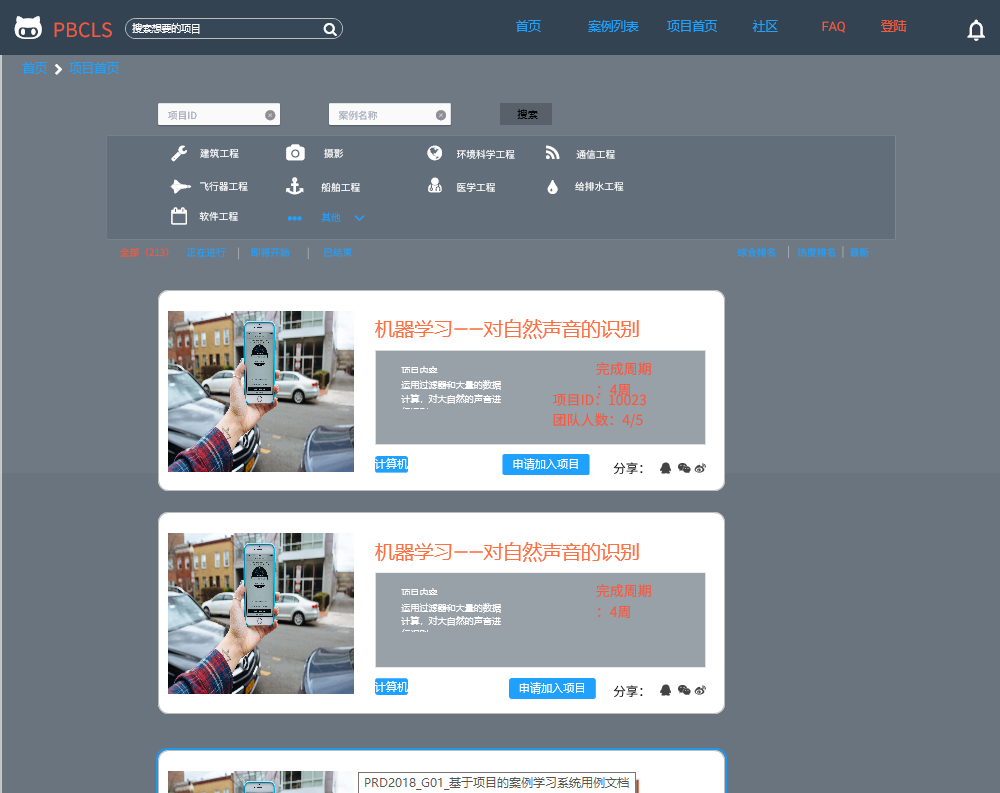 PBCLS
搜索想要的项目
首页
案例列表
项目首页
社区
FAQ
登陆
首页 项目首页
项目ID
案例名称
搜索
建筑工程
摄影
环境科学工程
通信工程
飞行器工程
船舶工程
医学工程
给排水工程
软件工程
其他
全部（213）
正在进行
即将开始
已结束
综合排名
热度排名
最新
机器学习——对自然声音的识别
项目内容
运用过滤器和大量的数据
计算，对大自然的声音进
完成周期
：4周
项目ID：10023
团队人数：4/5
计算机
申请加入项目
分享：
机器学习——对自然声音的识别
项目内容
运用过滤器和大量的数据
计算，对大自然的声音进
完成周期
：4周
计算机
申请加入项目
分享：
PRD2018_G01_基于项目的案例学习系统用例文档